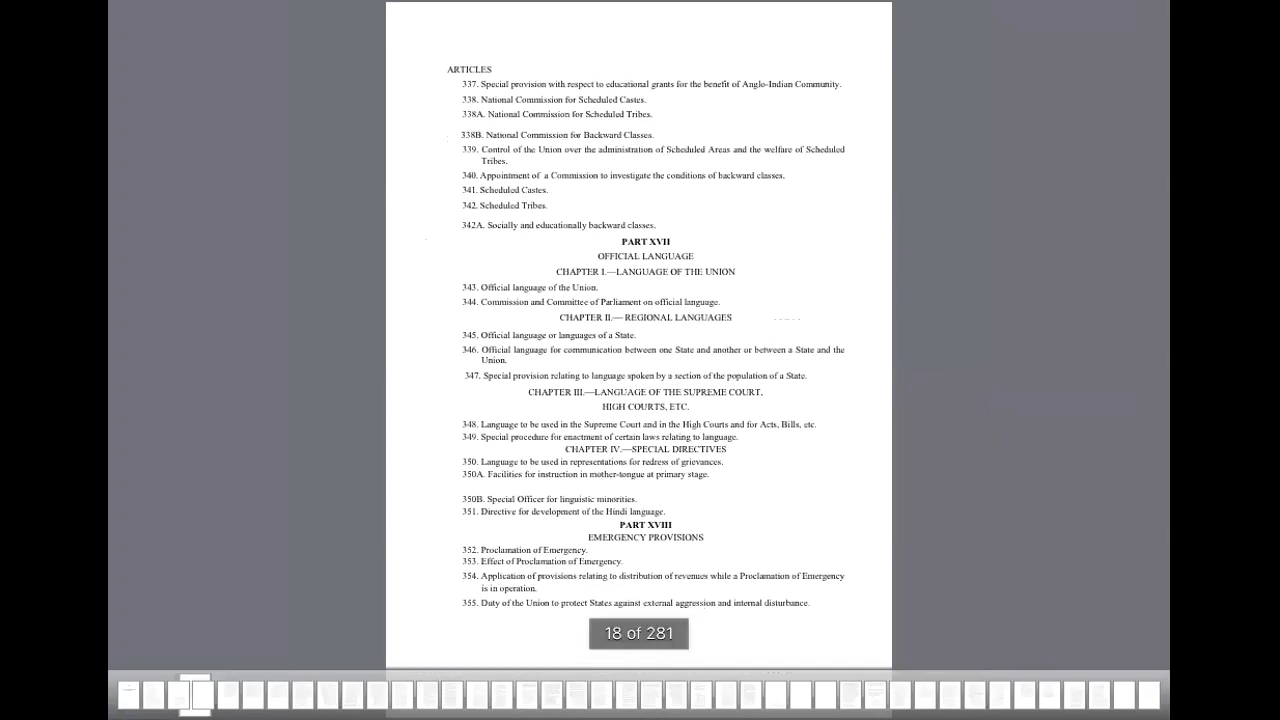 ARTICLES
337. Special provision with respect to educational grants for the benefit of Anglo-Indian Community.
338. National Commission for Scheduled Castes.
338A. National Commission for Scheduled Tribes.
338B. National Commission for Backward Classes.
339. Control of the Union over the administration of Scheduled Areas and the welfare of Scheduled
Tribes.
340. Appointment of a Commission to investigate the conditions of backward classes.
341. Scheduled Castes.
342. Scheduled Tribes.
342A. Socially and educationally backward classes.
PART XVII
OFFICIAL LANGUAGE
CHAPTER I.—LANGUAGE OF THE UNION
343. Official language of the Union.
344. Commission and Committee of Parliament on official language.
CHAPTER II.— REGIONAL LANGUAGES
345. Official language or languages of a State.
346. Official language for communication between one State and another or between a State and the
Union.
347. Special provision relating to language spoken by a section of the population of a State.
CHAPTER III.—LANGUAGE OF THE SUPREME COURT,
HIGH COURTS, ETC.
348. Language to be used in the Supreme Court and in the High Courts and for Acts, Bills, etc.
349. Special procedure for enactment of certain laws relating to language.
CHAPTER IV.—SPECIAL DIRECTIVES
350. Language to be used in representations for redress of grievances.
350A. Facilities for instruction in mother-tongue at primary stage.
350B. Special Officer for linguistic minorities.
351. Directive for development of the Hindi language.
PART XVIII
EMERGENCY PROVISIONS
352. Proclamation of Emergency.
353. Effect of Proclamation of Emergency.
354. Application of provisions relating to distribution of revenues while a Proclamation of Emergency
is in operation.
355. Duty of the Union to protect States against external aggression and internal disturbance.
18 of 281